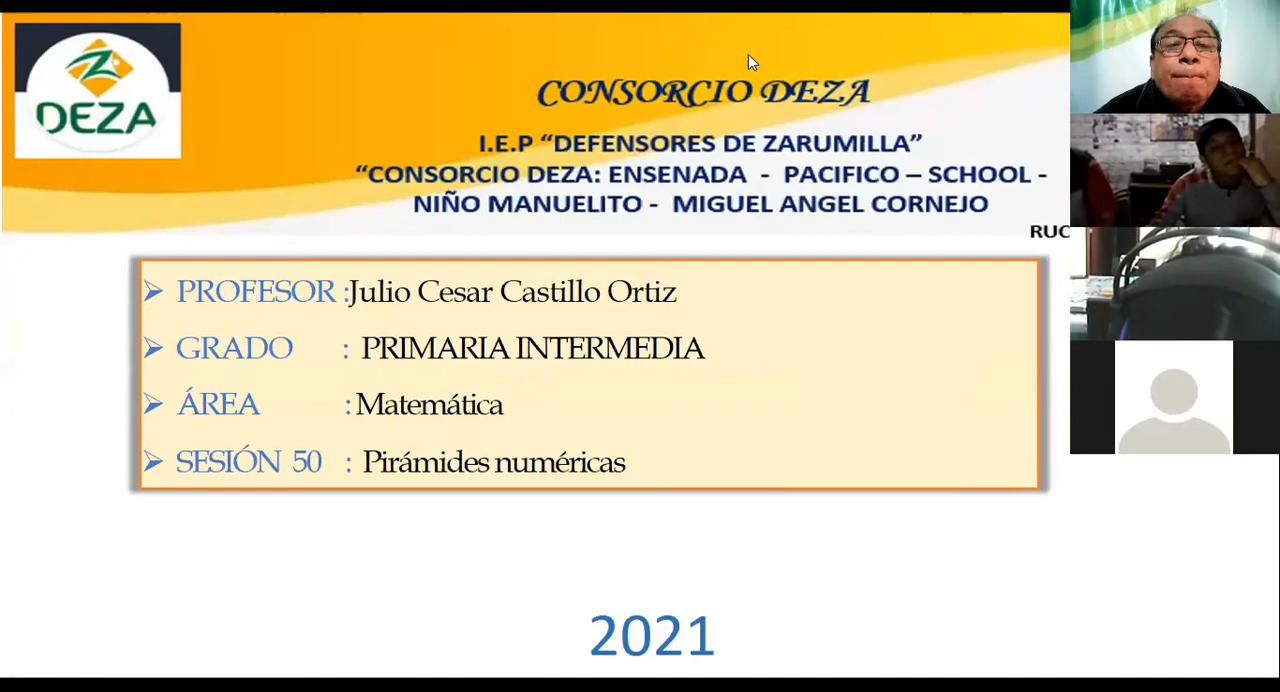 DEZA
CONSORCIO DEZA
I.E.P “DEFENSORES DE ZARUMILLA”
“CONSORCIO DEZA: ENSENADA - PACIFICO – SCHOOL -
NIÑO MANUELITO - MIGUEL ANGEL CORNEJO
RUC
PROFESOR :Julio Cesar Castillo Ortiz
GRADO : PRIMARIA INTERMEDIA
ÁREA : Matemática
SESIÓN 50 : Pirámides numéricas
2021